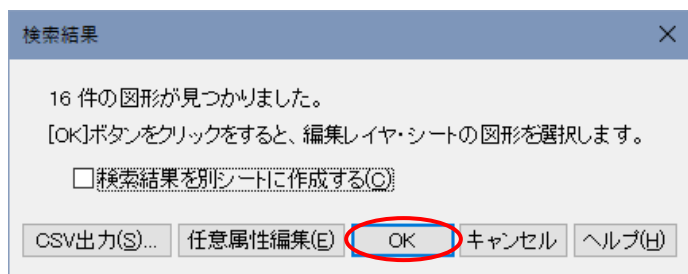 検索結果
16 件の図形が見つかりました。
[OK]ボタンをクリックをすると、編集レイヤ・シートの図形を選択します。
検索結果を別シートに作成する(C)
CSV出力(S)... 任意属性編集(E) OK キャンセル ヘルプ(H)